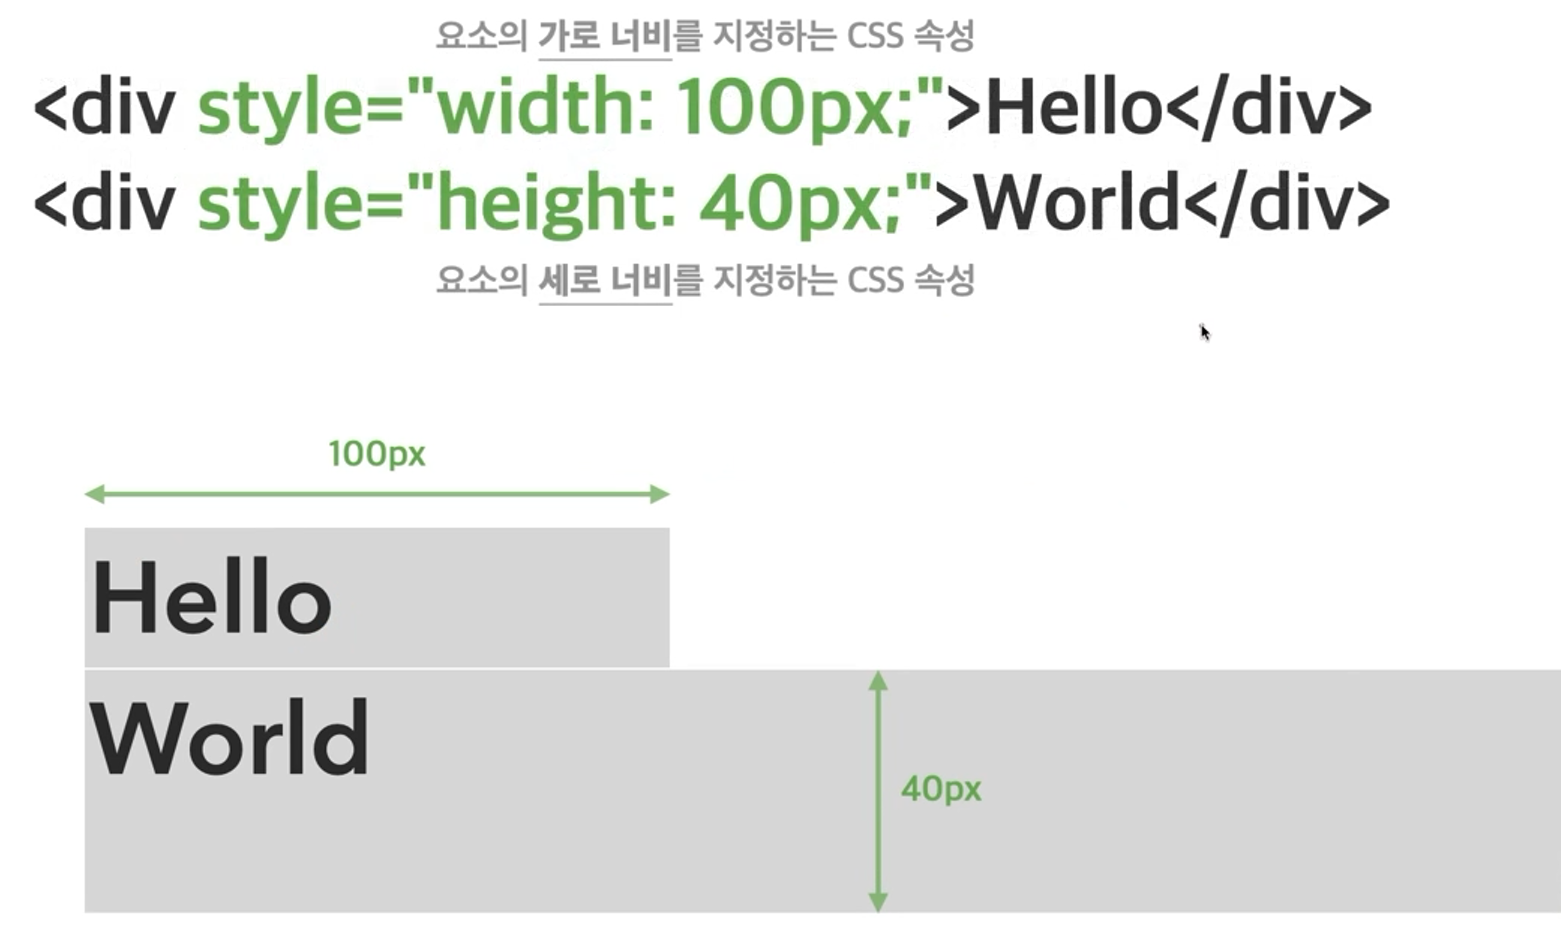 요소의 가로 너비를 지정하는 CSS 속성
<div style="width: 100px;">Hello</div>
<div style="height: 40px;">World</div>
요소의 세로 너비를 지정하는 CSS 속성
100px
Hello
World
40px